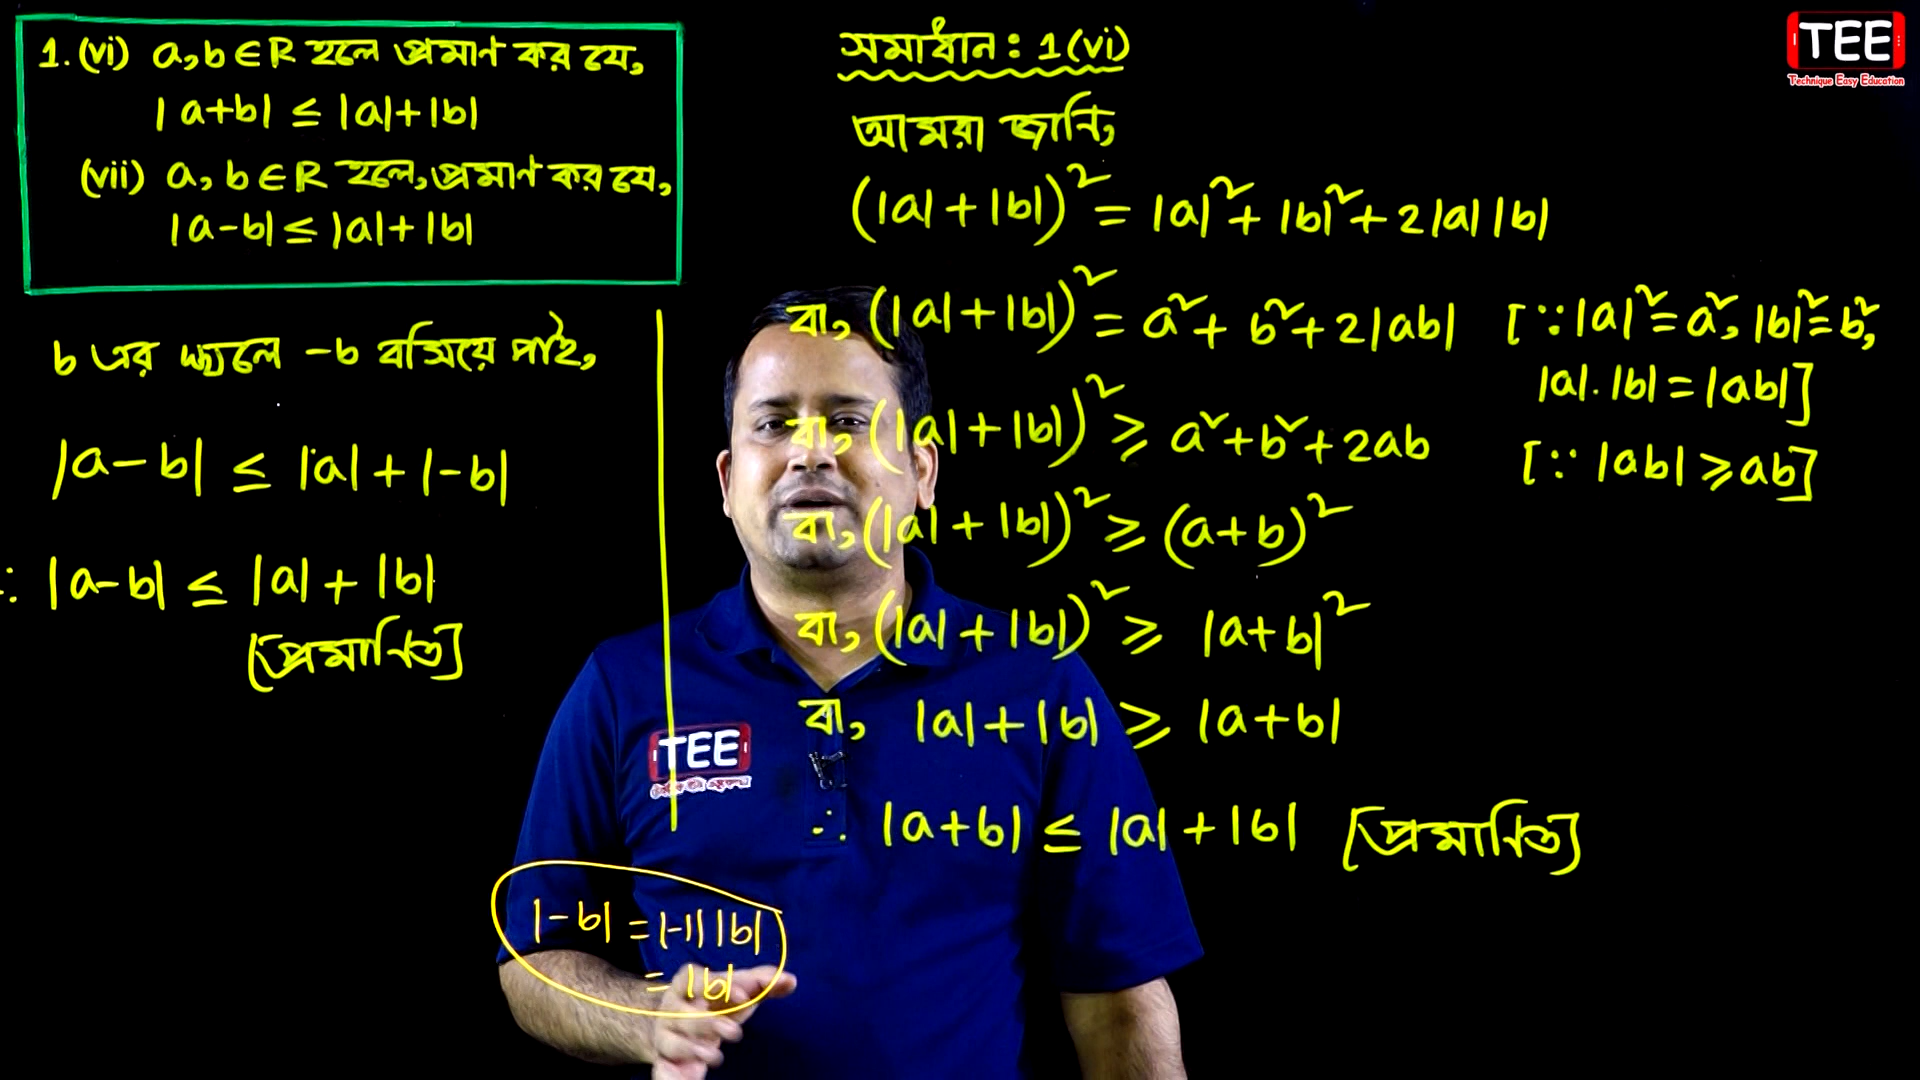 1. (vi) a, b ∈ R হলে প্রমাণ কর যে,
|a+b| ≤ |a|+|b|
(vii) a, b ∈ R হলে, প্রমাণ কর যে,
|a-b| ≤ |a|+|b|
b এর স্থলে -b বসিয়ে পাই,
|a-b| ≤ |a|+|-b|
∴ |a-b| ≤ |a|+|b|
[প্রমাণিত]
|-b| = |-1||b|
= |b|
সমাধান : 1(vi)
আমরা জানি,
(|a|+|b|)² = |a|²+|b|²+2|a||b|
বা, (|a|+|b|)² = a²+b²+2|ab| [∵ |a|²=a², |b|²=b²,
|a|.|b| = |ab|]
বা, (|a|+|b|)² ≥ a²+b²+2ab [∵ |ab| ≥ ab]
বা, (|a|+|b|)² ≥ (a+b)²
বা, (|a|+|b|)² ≥ |a+b|²
বা, |a|+|b| ≥ |a+b|
∴ |a+b| ≤ |a|+|b| [প্রমাণিত]
TEE
Technique Easy Education
TEE